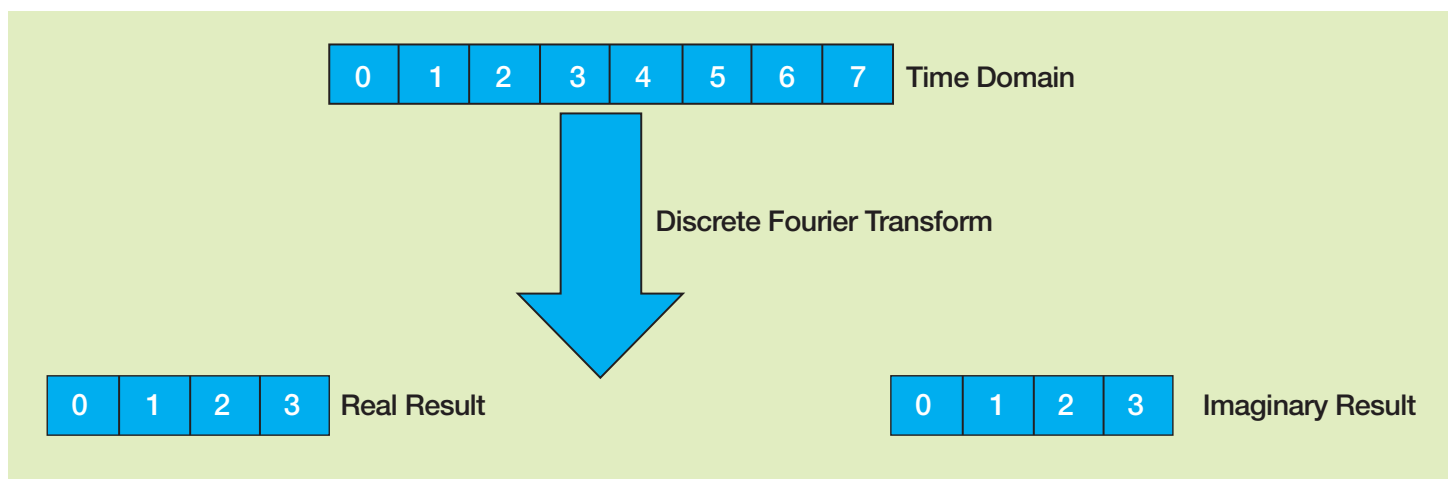 0 1 2 3 4 5 6 7 Time Domain
Discrete Fourier Transform
0 1 2 3 Real Result
0 1 2 3 Imaginary Result